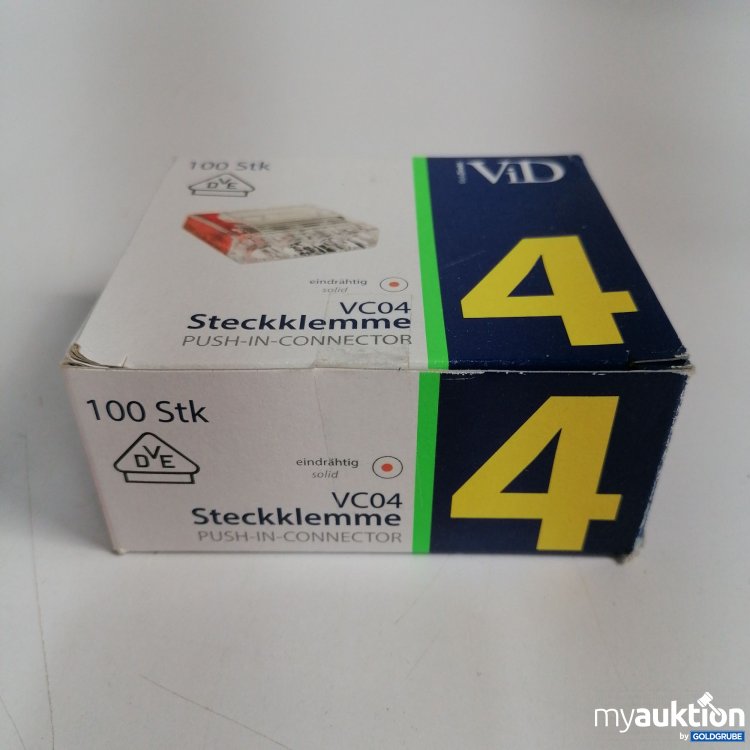 100 Stk
DVE
ViD
eindrähtig
solid
VC04
Steckklemme
PUSH-IN-CONNECTOR
4
100 Stk
DVE
eindrähtig
solid
VC04
Steckklemme
PUSH-IN-CONNECTOR
4
myauktion
by GOLDGRUBE